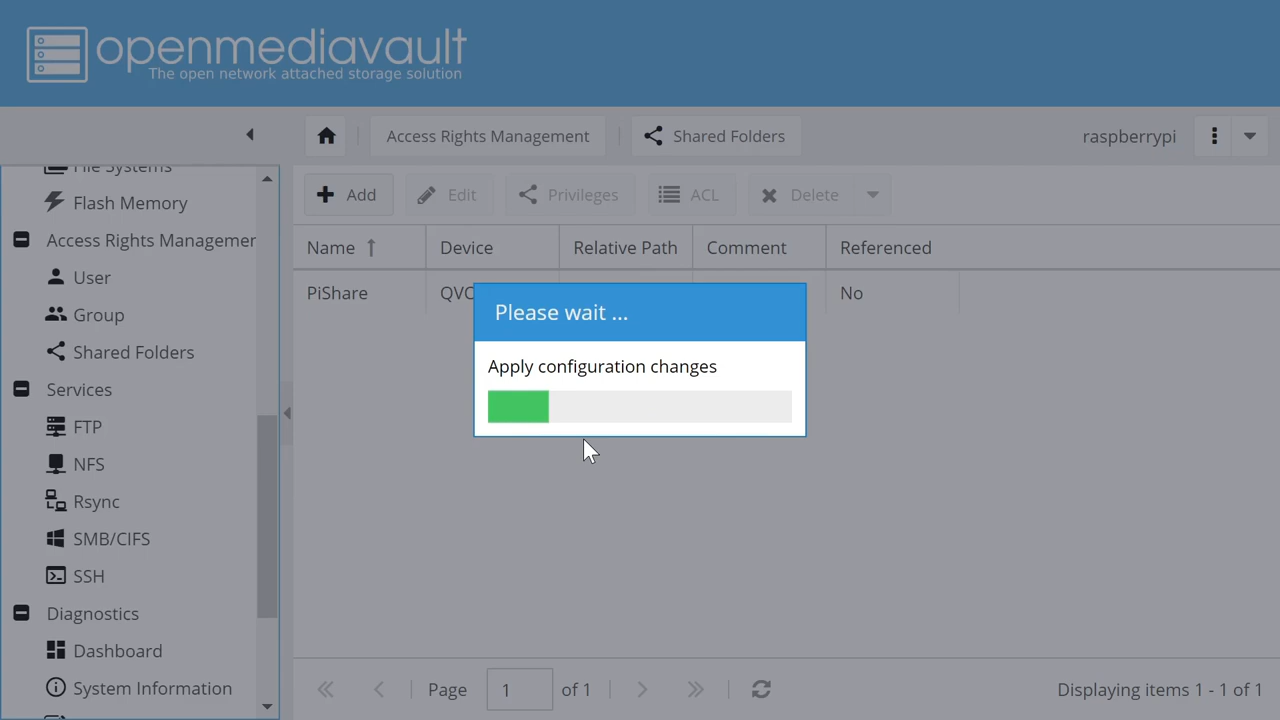 openmediavault
The open network attached storage solution
Access Rights Management
Shared Folders
raspberrypi
File Systems
Flash Memory
Access Rights Managemen
User
Group
Shared Folders
Services
FTP
NFS
Rsync
SMB/CIFS
SSH
Diagnostics
Dashboard
System Information
Add
Edit
Privileges
ACL
Delete
Name
Device
Relative Path
Comment
Referenced
PiShare
QVO
No
Please wait ...
Apply configuration changes
Page
1
of 1
Displaying items 1 - 1 of 1